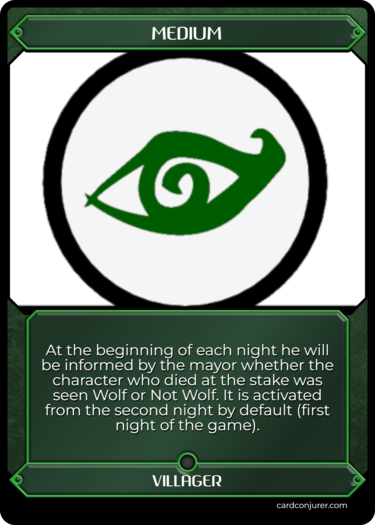 MEDIUM
At the beginning of each night he will
be informed by the mayor whether the
character who died at the stake was
seen Wolf or Not Wolf. It is activated
from the second night by default (first
night of the game).
VILLAGER
cardconjurer.com